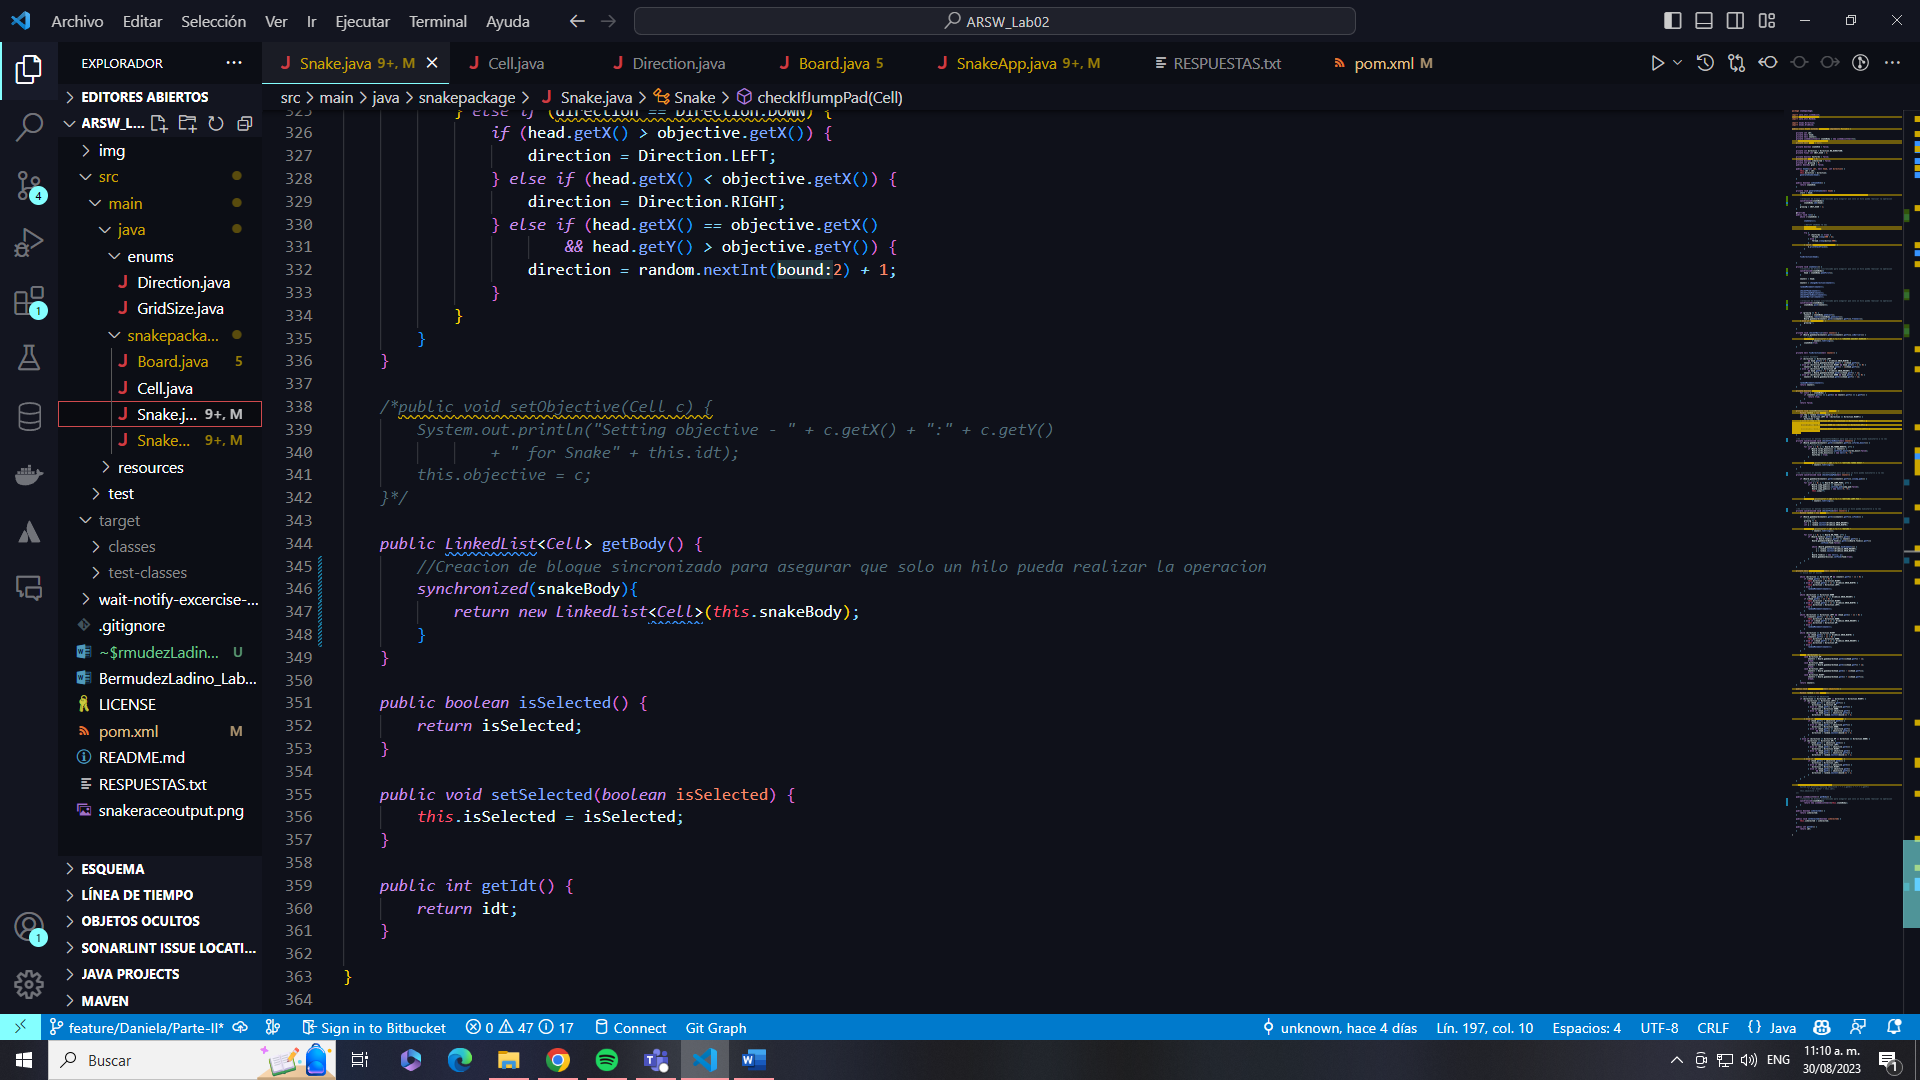 Archivo Editar Selección Ver Ir Ejecutar Terminal Ayuda ARSW_Lab02
EXPLORADOR ···
Snake.java 9+, M Cell.java Direction.java Board.java 5 SnakeApp.java 9+, M RESPUESTAS.txt pom.xml M
src > main > java > snakepackage > Snake.java > Snake > checkIfJumpPad(Cell)
EDITORES ABIERTOS
ARSW_L...
img
src
main
java
enums
Direction.java
GridSize.java
snakepacka...
Board.java 5
Cell.java
Snake.j... 9+, M
Snake... 9+, M
resources
test
target
classes
test-classes
wait-notify-excercise-...
.gitignore
~$rmudezLadin... U
BermudezLadino_Lab...
LICENSE
pom.xml M
README.md
RESPUESTAS.txt
snakeraceoutput.png
ESQUEMA
LÍNEA DE TIEMPO
OBJETOS OCULTOS
SONARLINT ISSUE LOCATI...
JAVA PROJECTS
MAVEN
4
1
1
325 } else if (direction == Direction.DOWN) {
326 if (head.getX() > objective.getX()) {
327 direction = Direction.LEFT;
328 } else if (head.getX() < objective.getX()) {
329 direction = Direction.RIGHT;
330 } else if (head.getX() == objective.getX()
331 && head.getY() > objective.getY()) {
332 direction = random.nextInt(bound:2) + 1;
333 }
334 }
335 }
336 }
337
338 /*public void setObjective(Cell c) {
339 System.out.println("Setting objective - " + c.getX() + ":" + c.getY()
340 + " for Snake" + this.idt);
341 this.objective = c;
342 }*/
343
344 public LinkedList<Cell> getBody() {
345 //Creacion de bloque sincronizado para asegurar que solo un hilo pueda realizar la operacion
346 synchronized(snakeBody){
347 return new LinkedList<Cell>(this.snakeBody);
348 }
349 }
350
351 public boolean isSelected() {
352 return isSelected;
353 }
354
355 public void setSelected(boolean isSelected) {
356 this.isSelected = isSelected;
357 }
358
359 public int getIdt() {
360 return idt;
361 }
362
363 }
364
feature/Daniela/Parte-II* Sign in to Bitbucket 0 47 17 Connect Git Graph unknown, hace 4 días Lín. 197, col. 10 Espacios: 4 UTF-8 CRLF {} Java
Buscar ENG 11:10 a. m.
30/08/2023 1